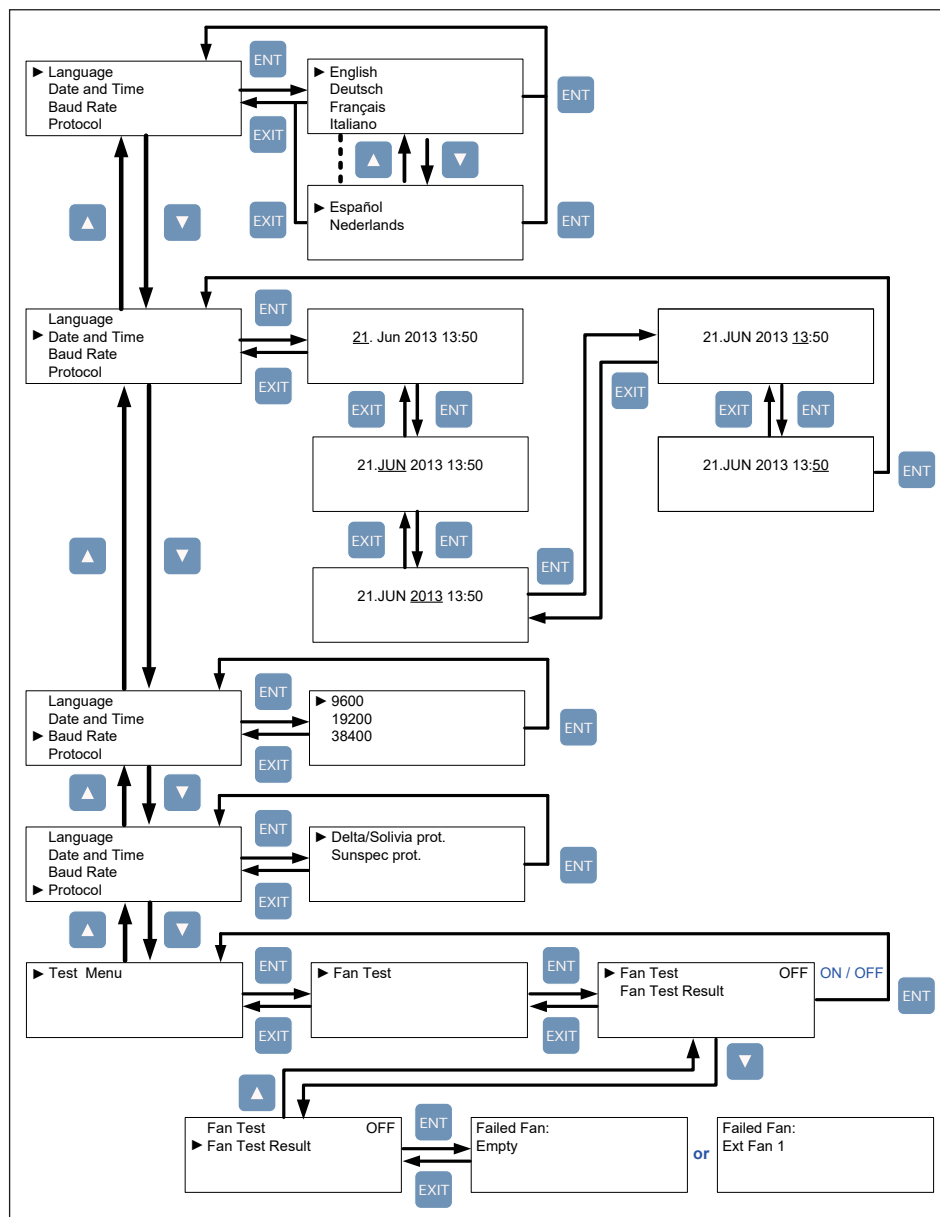 ENT
► Language
Date and Time
Baud Rate
Protocol
► English
Deutsch
Français
Italiano
ENT
EXIT
▲
▼
▲
▼
EXIT
► Español
Nederlands
ENT
ENT
Language
► Date and Time
Baud Rate
Protocol
21. Jun 2013 13:50
21.JUN 2013 13:50
EXIT
EXIT
EXIT
ENT
EXIT
ENT
21.JUN 2013 13:50
21.JUN 2013 13:50
ENT
EXIT
ENT
▲
▼
ENT
21.JUN 2013 13:50
ENT
Language
Date and Time
► Baud Rate
Protocol
► 9600
19200
38400
ENT
EXIT
▲
▼
ENT
Language
Date and Time
Baud Rate
► Protocol
► Delta/Solivia prot.
Sunspec prot.
ENT
EXIT
▲
▼
ENT
ENT
► Test Menu
► Fan Test
► Fan Test OFF
Fan Test Result
ON / OFF
ENT
EXIT
EXIT
▲
▼
Fan Test OFF
► Fan Test Result
ENT
EXIT
Failed Fan:
Empty
or
Failed Fan:
Ext Fan 1